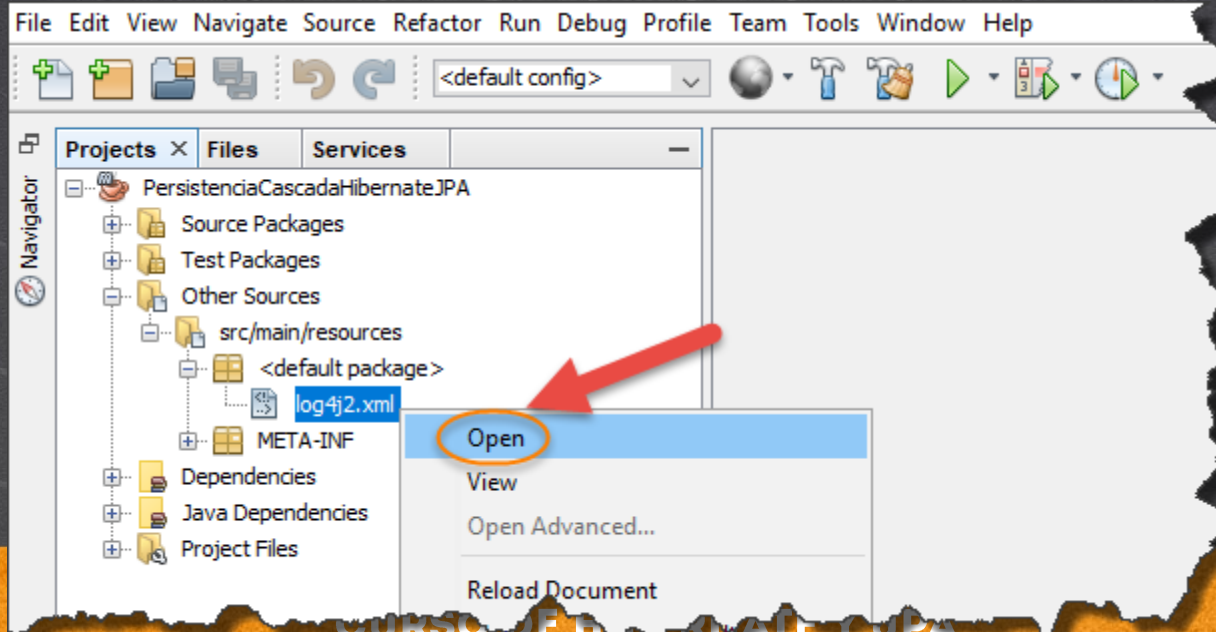 File Edit View Navigate Source Refactor Run Debug Profile Team Tools Window Help
<default config>
Projects × Files Services
Navigator
PersistenciaCascadaHibernateJPA
Source Packages
Test Packages
Other Sources
src/main/resources
<default package>
log4j2.xml
META-INF
Dependencies
Java Dependencies
Project Files
Open
View
Open Advanced...
Reload Document